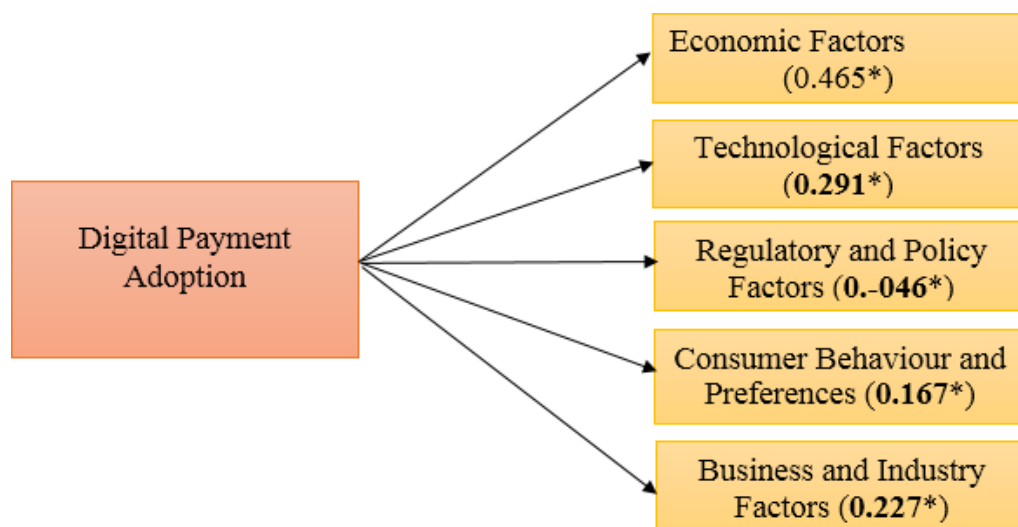 Economic Factors
(0.465*)
Technological Factors
(0.291*)
Digital Payment
Adoption
Regulatory and Policy
Factors (0.-046*)
Consumer Behaviour and
Preferences (0.167*)
Business and Industry
Factors (0.227*)